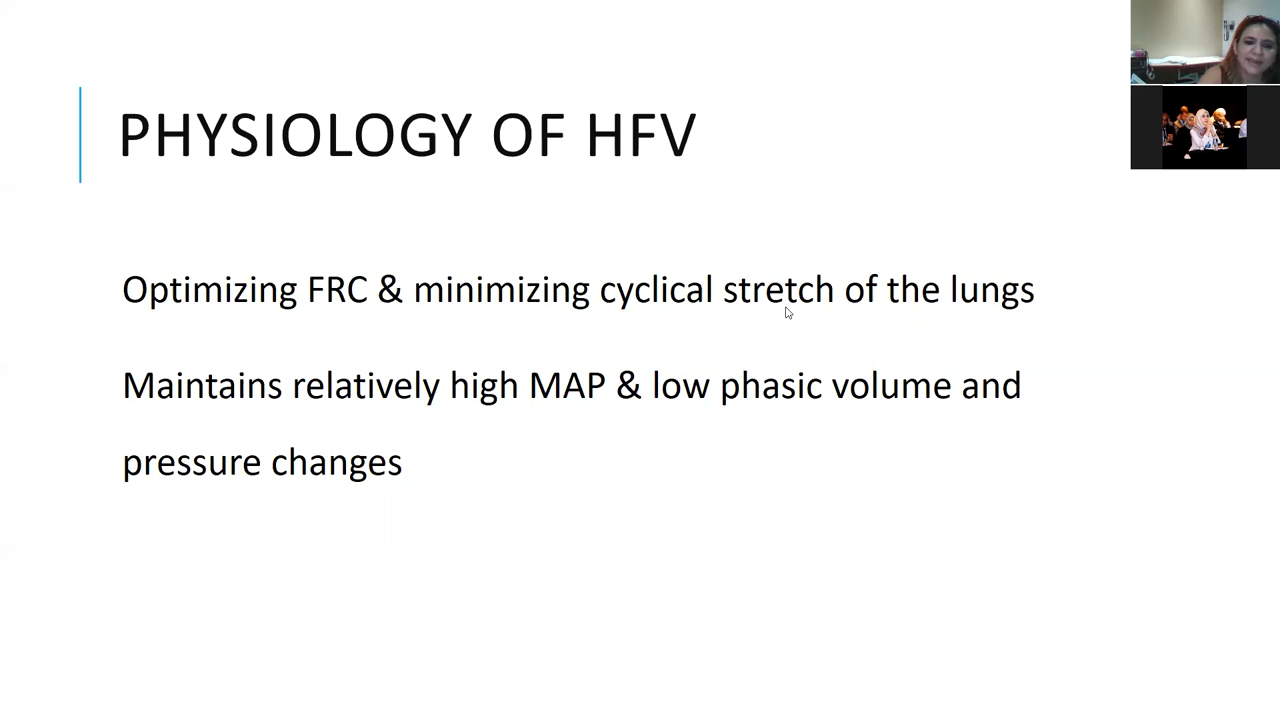 PHYSIOLOGY OF HFV
Optimizing FRC & minimizing cyclical stretch of the lungs
Maintains relatively high MAP & low phasic volume and
pressure changes